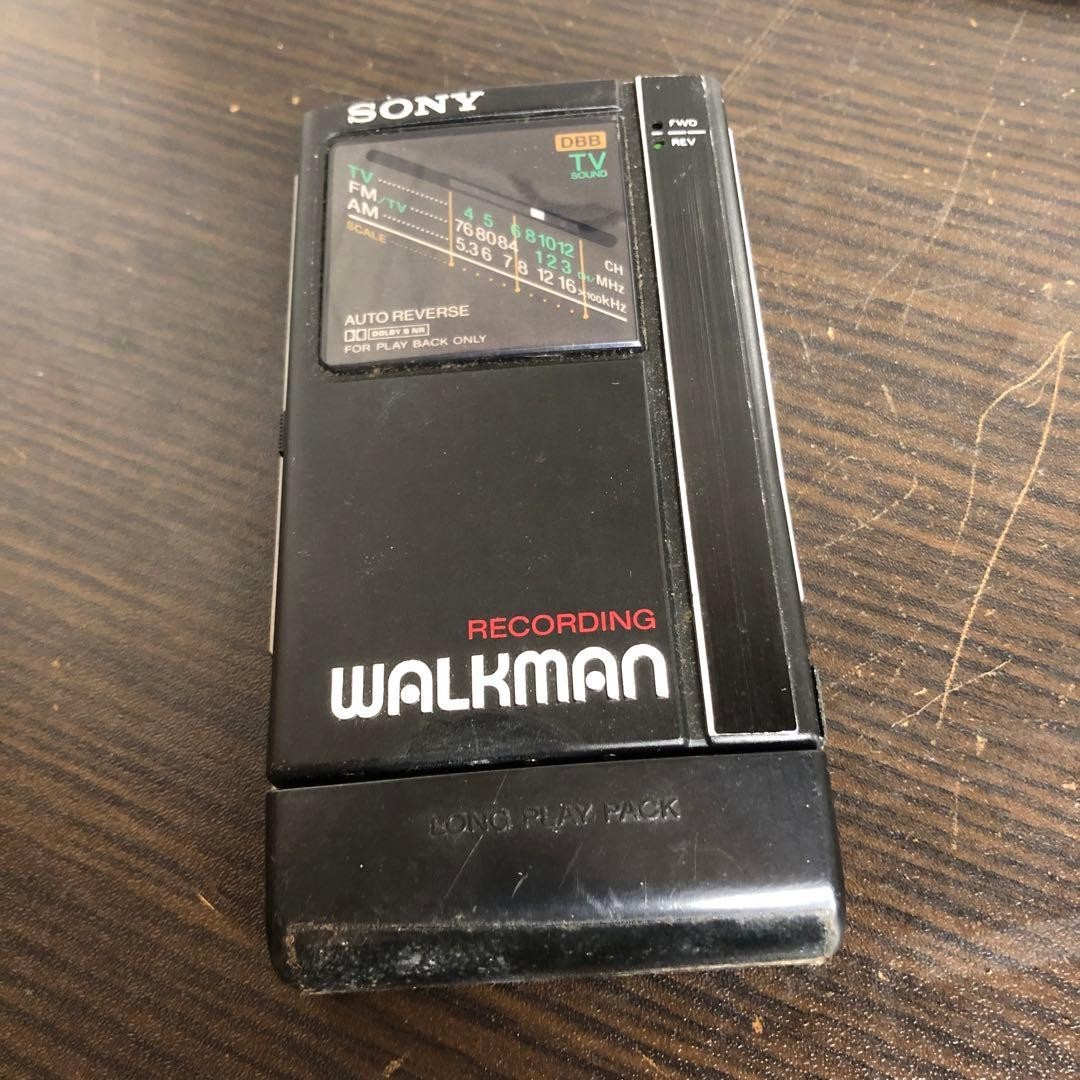 SONY
FWD
REV
DBB
TV
SOUND
TV 4 5 6 8 10 12 CH
FM/TV 76 80 84 1 2 3 CH/MHz
AM 5.3 6 7 8 12 16 ×100kHz
SCALE
AUTO REVERSE
DOLBY B NR
FOR PLAY BACK ONLY
RECORDING
WALKMAN
LONG PLAY PACK